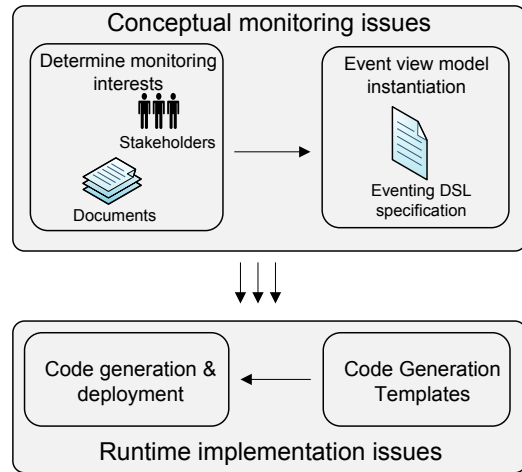 Conceptual monitoring issues
Determine monitoring
interests
Stakeholders
Documents
Event view model
instantiation
Eventing DSL
specification
Code generation &
deployment
Code Generation
Templates
Runtime implementation issues